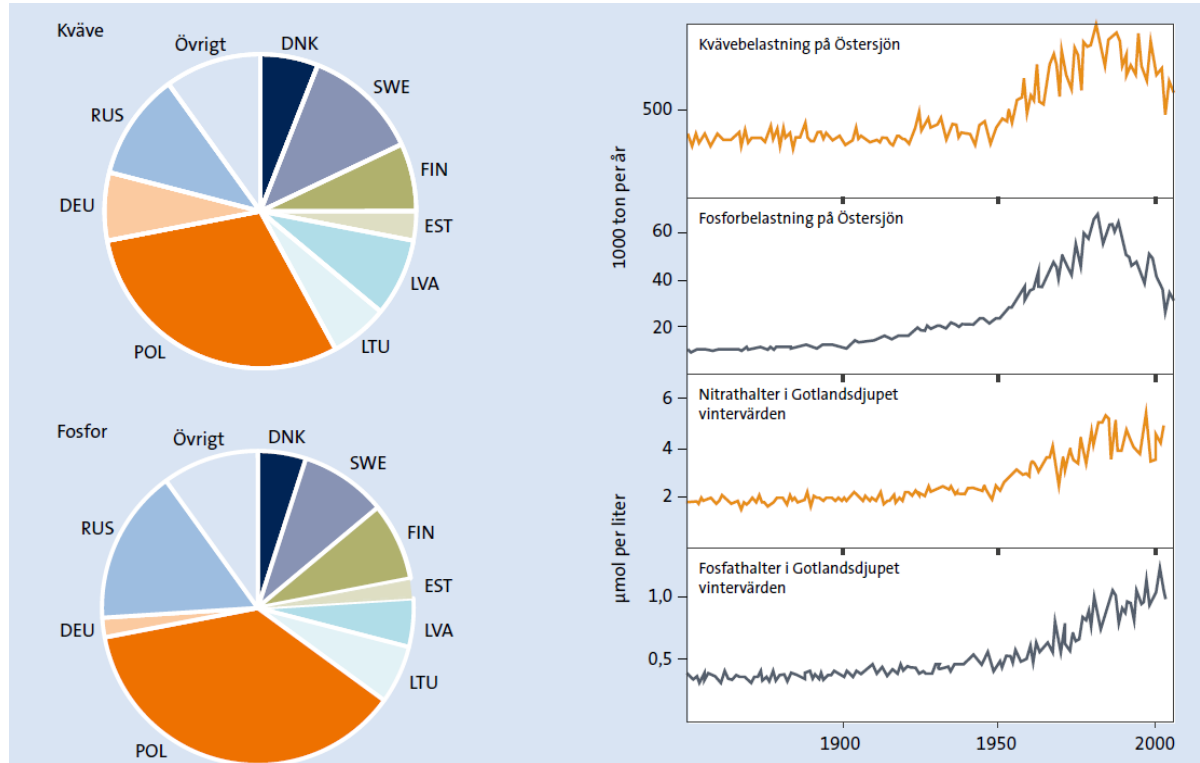 Kväve
Övrigt
DNK
SWE
FIN
EST
LVA
LTU
POL
DEU
RUS
Fosfor
Övrigt
DNK
SWE
FIN
EST
LVA
LTU
POL
DEU
RUS
1000 ton per år
Kvävebelastning på Östersjön
500
Fosforbelastning på Östersjön
60
40
20
µmol per liter
Nitrathalter i Gotlandsdjupet
vintervärden
6
4
2
Fosfathalter i Gotlandsdjupet
vintervärden
1,0
0,5
1900
1950
2000